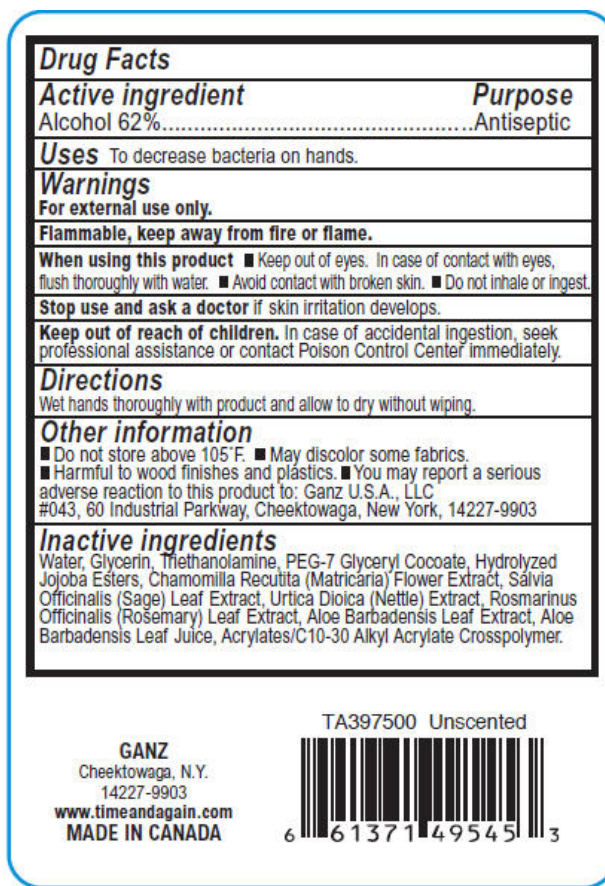 Drug Facts
Active ingredient Purpose
Alcohol 62%..................................................Antiseptic
Uses To decrease bacteria on hands.
Warnings
For external use only.
Flammable, keep away from fire or flame.
When using this product ■ Keep out of eyes. In case of contact with eyes,
flush thoroughly with water. ■ Avoid contact with broken skin. ■ Do not inhale or ingest.
Stop use and ask a doctor if skin irritation develops.
Keep out of reach of children. In case of accidental ingestion, seek
professional assistance or contact Poison Control Center immediately.
Directions
Wet hands thoroughly with product and allow to dry without wiping.
Other information
■ Do not store above 105°F. ■ May discolor some fabrics.
■ Harmful to wood finishes and plastics. ■ You may report a serious
adverse reaction to this product to: Ganz U.S.A., LLC
#043, 60 Industrial Parkway, Cheektowaga, New York, 14227-9903
Inactive ingredients
Water, Glycerin, Triethanolamine, PEG-7 Glyceryl Cocoate, Hydrolyzed
Jojoba Esters, Chamomilla Recutita (Matricaria) Flower Extract, Salvia
Officinalis (Sage) Leaf Extract, Urtica Dioica (Nettle) Extract, Rosmarinus
Officinalis (Rosemary) Leaf Extract, Aloe Barbadensis Leaf Extract, Aloe
Barbadensis Leaf Juice, Acrylates/C10-30 Alkyl Acrylate Crosspolymer.
TA397500 Unscented
GANZ
Cheektowaga, N.Y.
14227-9903
www.timeandagain.com
MADE IN CANADA
6 61371 49545 3